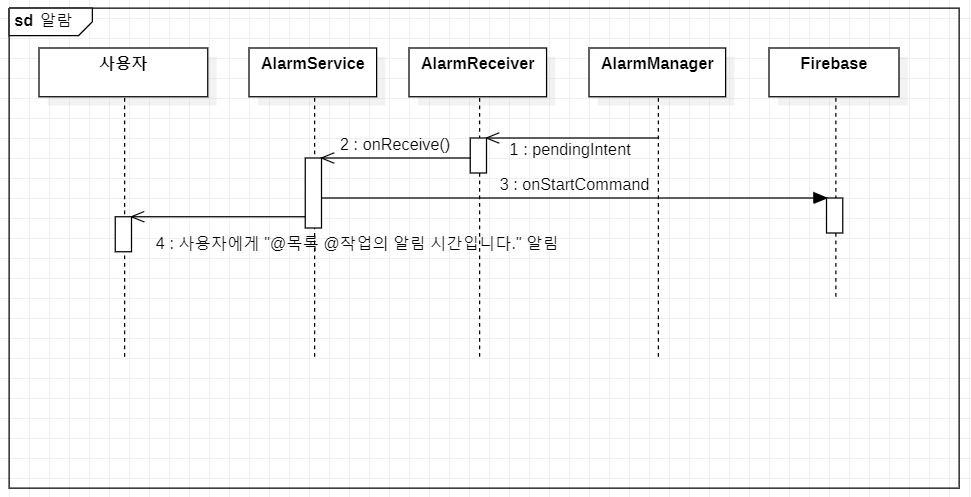 sd 알람
사용자
AlarmService
AlarmReceiver
AlarmManager
Firebase
2 : onReceive()
1 : pendingIntent
3 : onStartCommand
4 : 사용자에게 "@목록 @작업의 알림 시간입니다." 알림